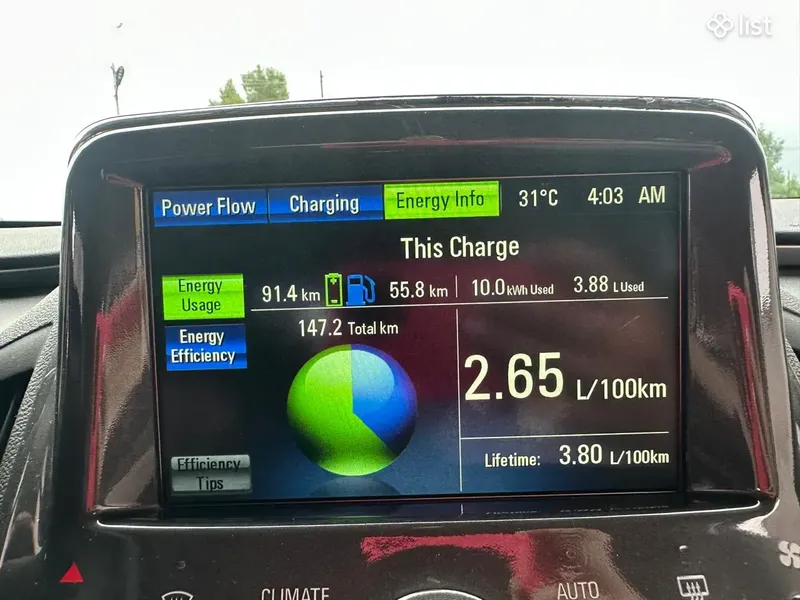 list
Power Flow Charging Energy Info 31°C 4:03 AM
This Charge
Energy Usage
91.4 km 55.8 km 10.0 kWh Used 3.88 L Used
147.2 Total km
Energy Efficiency
2.65 L/100km
Lifetime: 3.80 L/100km
Efficiency Tips
CLIMATE AUTO